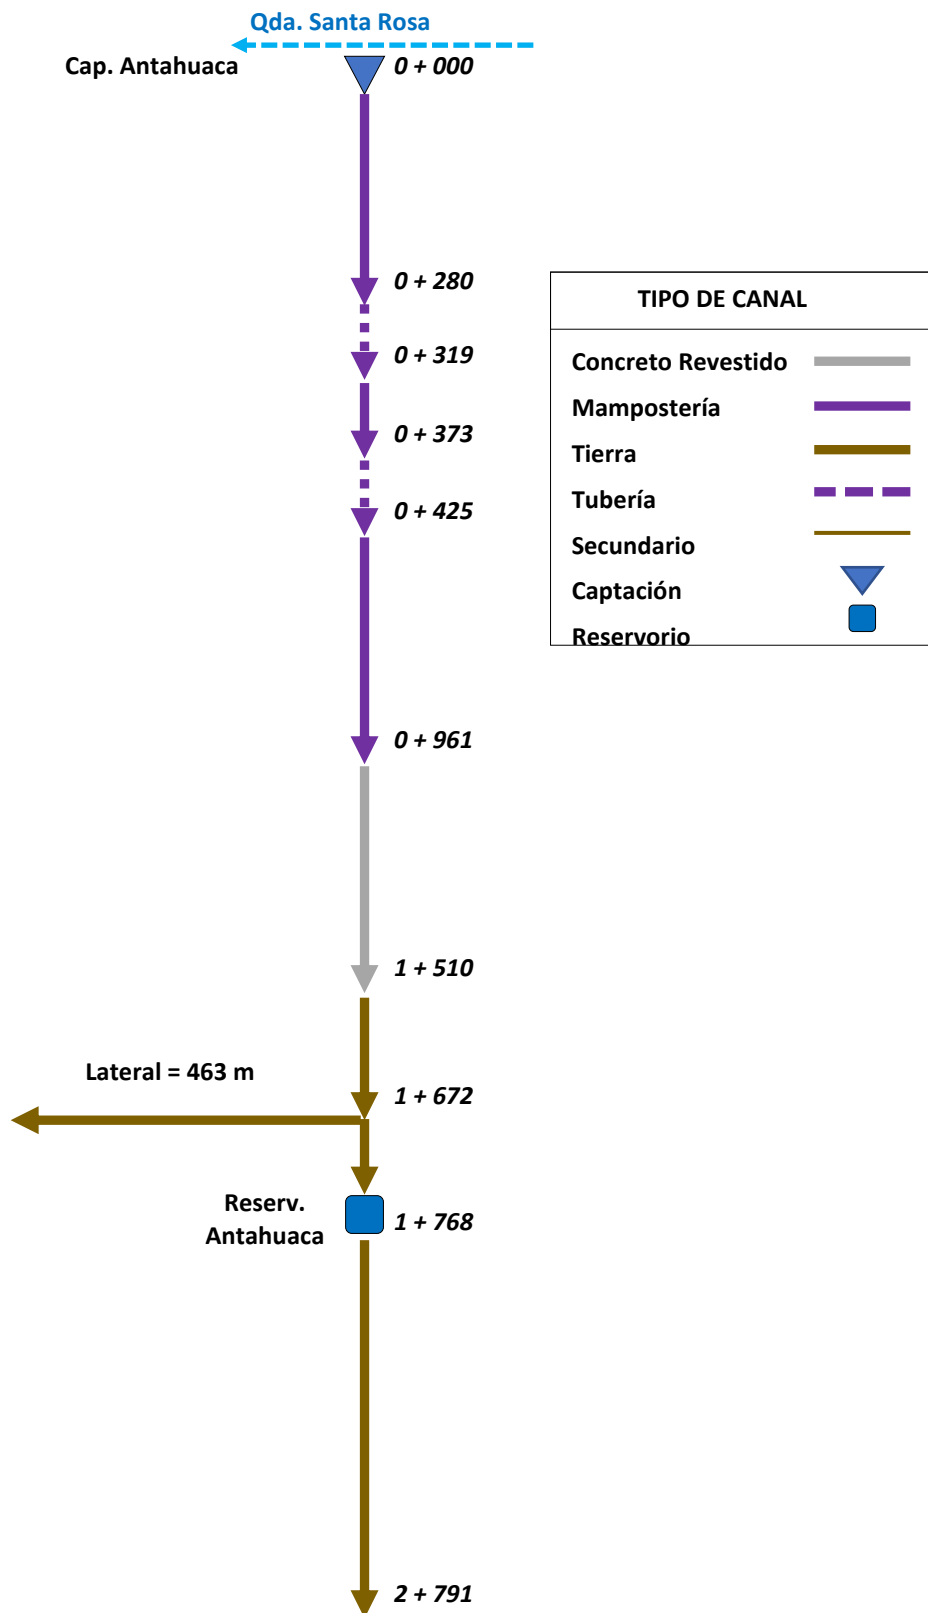 Qda. Santa Rosa
Cap. Antahuaca
0 + 000
0 + 280
0 + 319
0 + 373
0 + 425
0 + 961
1 + 510
Lateral = 463 m
1 + 672
Reserv.
Antahuaca
1 + 768
2 + 791
TIPO DE CANAL
Concreto Revestido
Mampostería
Tierra
Tubería
Secundario
Captación
Reservorio